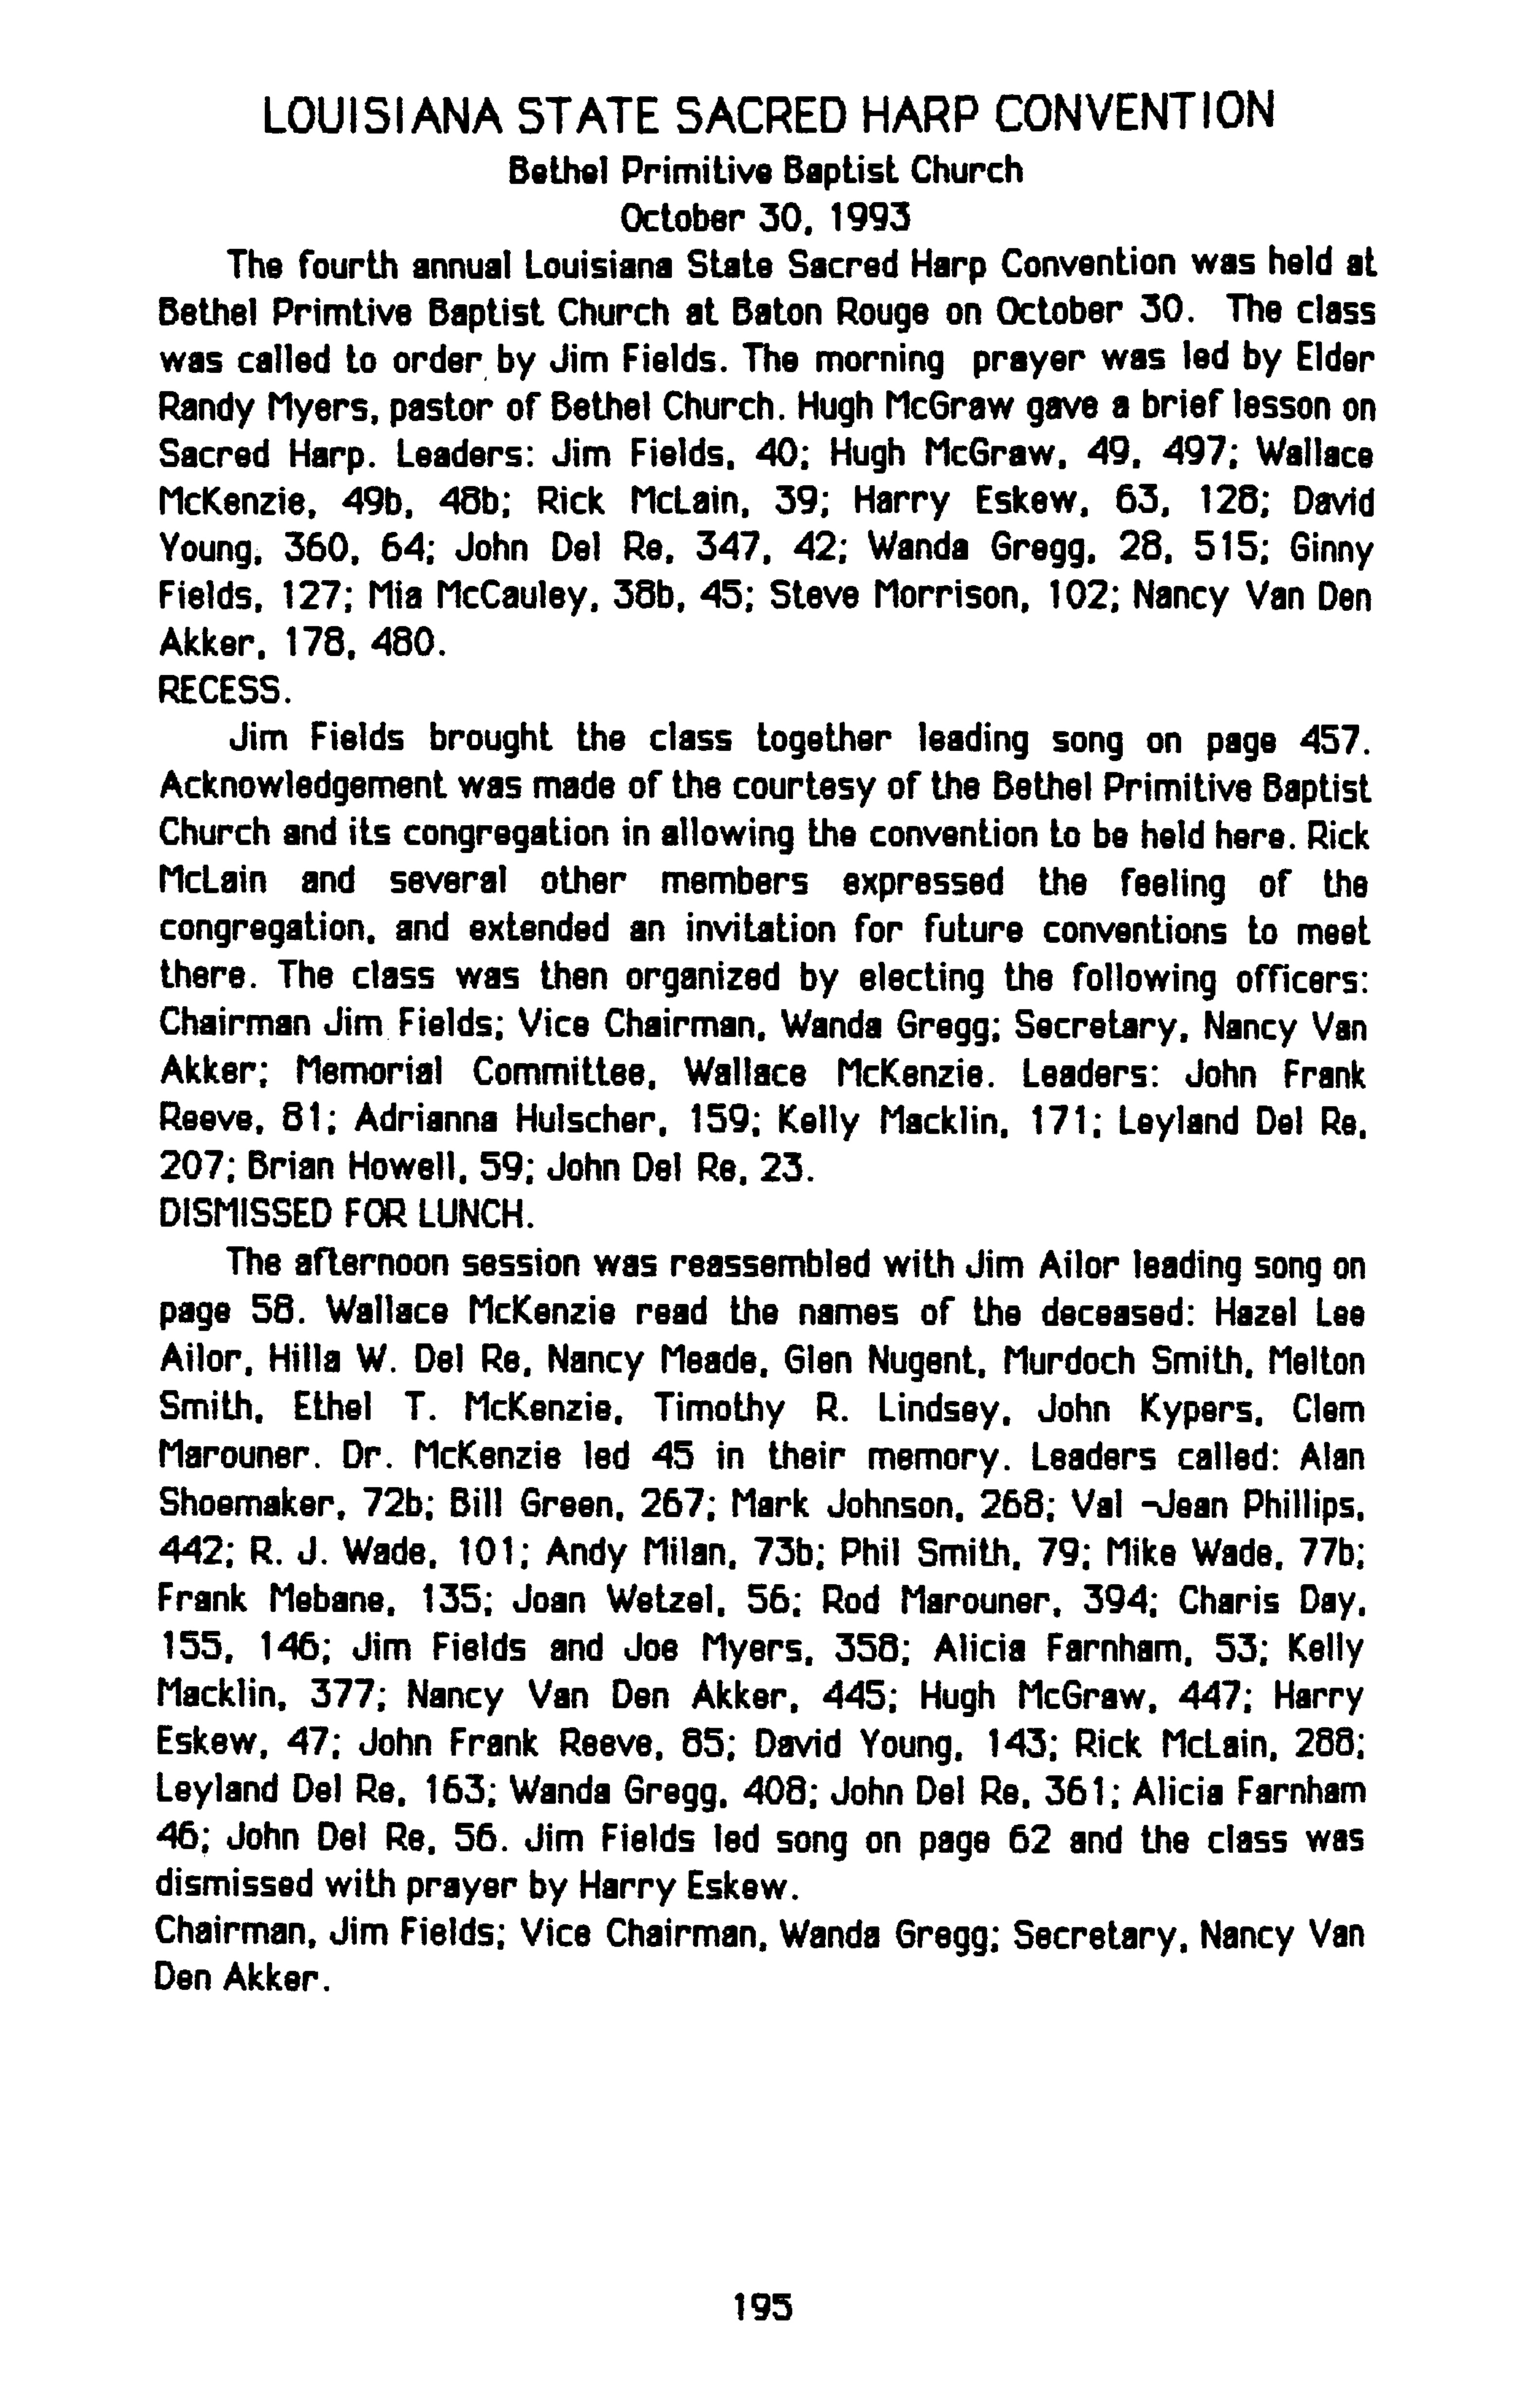 LOUISIANA STATE SACRED HARP CONVENTION
Bethel Primitive Baptist Church
October 30, 1993
The fourth annual Louisiana State Sacred Harp Convention was held at
Bethel Primtive Baptist Church at Baton Rouge on October 30. The class
was called to order by Jim Fields. The morning prayer was led by Elder
Randy Myers, pastor of Bethel Church. Hugh McGraw gave a brief lesson on
Sacred Harp. Leaders: Jim Fields, 40; Hugh McGraw, 49, 497; Wallace
McKenzie, 49b, 48b; Rick McLain, 39; Harry Eskew, 63, 128; David
Young, 360, 64; John Del Re, 347, 42; Wanda Gregg, 28, 515; Ginny
Fields, 127; Mia McCauley, 38b, 45; Steve Morrison, 102; Nancy Van Den
Akker, 178, 480.
RECESS.
Jim Fields brought the class together leading song on page 457.
Acknowledgement was made of the courtesy of the Bethel Primitive Baptist
Church and its congregation in allowing the convention to be held here. Rick
McLain and several other members expressed the feeling of the
congregation, and extended an invitation for future conventions to meet
there. The class was then organized by electing the following officers:
Chairman Jim Fields; Vice Chairman, Wanda Gregg; Secretary, Nancy Van
Akker; Memorial Committee, Wallace McKenzie. Leaders: John Frank
Reeve, 81; Adrianna Hulscher, 159; Kelly Macklin, 171; Leyland Del Re,
207; Brian Howell, 59; John Del Re, 23.
DISMISSED FOR LUNCH.
The afternoon session was reassembled with Jim Ailor leading song on
page 58. Wallace McKenzie read the names of the deceased: Hazel Lee
Ailor, Hilla W. Del Re, Nancy Meade, Glen Nugent, Murdoch Smith, Melton
Smith, Ethel T. McKenzie, Timothy R. Lindsey, John Kypers, Clem
Marouner. Dr. McKenzie led 45 in their memory. Leaders called: Alan
Shoemaker, 72b; Bill Green, 267; Mark Johnson, 268; Val -Jean Phillips,
442; R. J. Wade, 101; Andy Milan, 73b; Phil Smith, 79; Mike Wade, 77b;
Frank Mebane, 135; Joan Wetzel, 56; Rod Marouner, 394; Charis Day,
155, 146; Jim Fields and Joe Myers, 358; Alicia Farnham, 53; Kelly
Macklin, 377; Nancy Van Den Akker, 445; Hugh McGraw, 447; Harry
Eskew, 47; John Frank Reeve, 85; David Young, 143; Rick McLain, 288;
Leyland Del Re, 163; Wanda Gregg, 408; John Del Re, 361; Alicia Farnham
46; John Del Re, 56. Jim Fields led song on page 62 and the class was
dismissed with prayer by Harry Eskew.
Chairman, Jim Fields; Vice Chairman, Wanda Gregg; Secretary, Nancy Van
Den Akker.
195